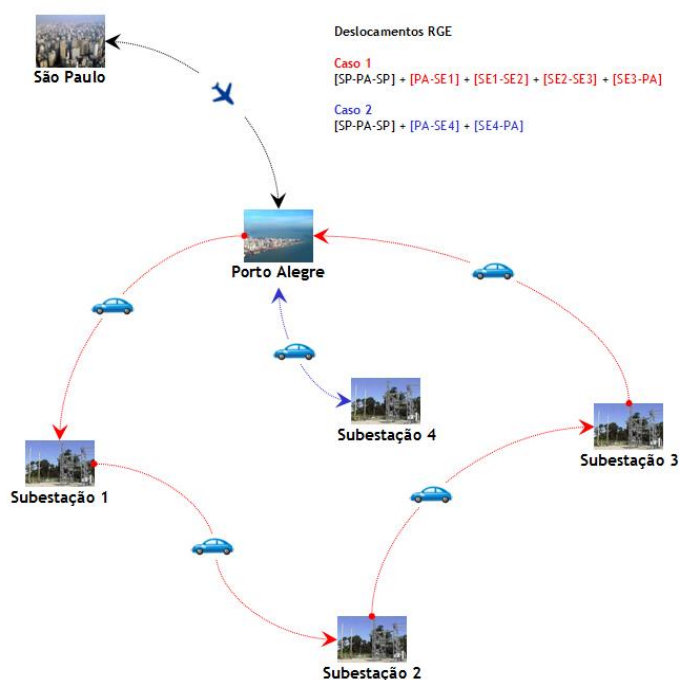 Deslocamentos RGE
Caso 1
[SP-PA-SP] + [PA-SE1] + [SE1-SE2] + [SE2-SE3] + [SE3-PA]
Caso 2
[SP-PA-SP] + [PA-SE4] + [SE4-PA]
São Paulo
Porto Alegre
Subestação 4
Subestação 3
Subestação 1
Subestação 2